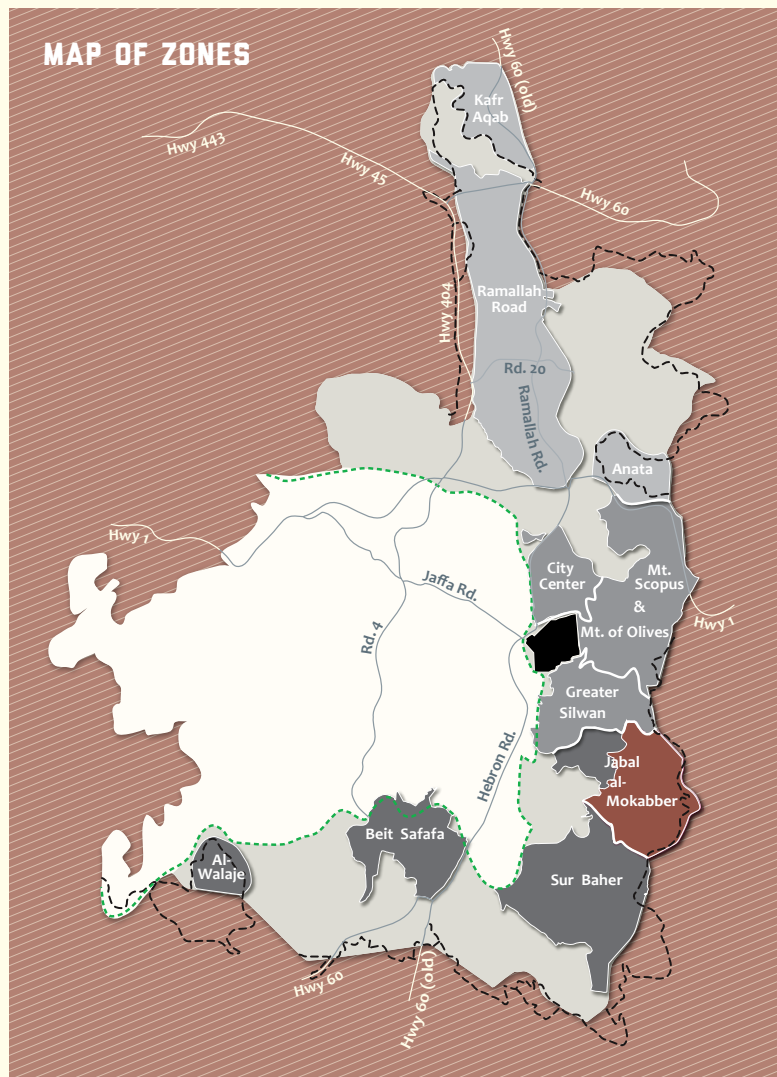 MAP OF ZONES
Hwy 60 (old)
Kafr
Aqab
Hwy 443
Hwy 45
Hwy 60
Hwy 404
Ramallah
Road
Rd. 20
Ramallah Rd.
Anata
Hwy 1
City
Center
Mt.
Scopus
&
Mt. of Olives
Jaffa Rd.
Hwy 1
Rd. 4
Greater
Silwan
Hebron Rd.
Jabal
al-
Mokabber
Beit Safafa
Al-
Walaje
Sur Baher
Hwy 60
Hwy 60 (old)